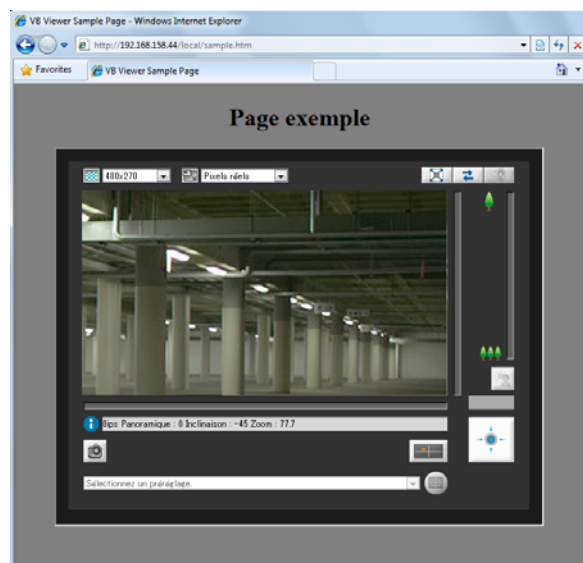 VB Viewer Sample Page - Windows Internet Explorer
http://192.168.158.44/local/sample.htm
Favorites
VB Viewer Sample Page
Page exemple
480x270
Pixels réels
0ips Panoramique : 0 Inclinaison : -45 Zoom : 77.7
Sélectionnez un préréglage.